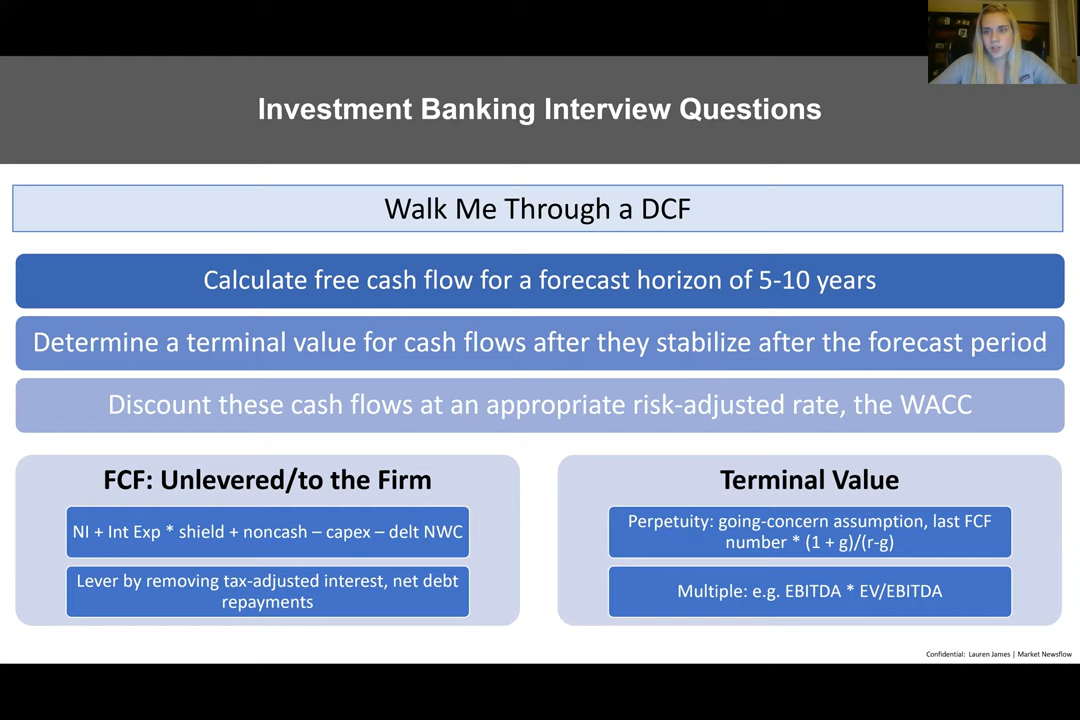 Investment Banking Interview Questions
Walk Me Through a DCF
Calculate free cash flow for a forecast horizon of 5-10 years
Determine a terminal value for cash flows after they stabilize after the forecast period
Discount these cash flows at an appropriate risk-adjusted rate, the WACC
FCF: Unlevered/to the Firm
NI + Int Exp * shield + noncash – capex – delt NWC
Lever by removing tax-adjusted interest, net debt
repayments
Terminal Value
Perpetuity: going-concern assumption, last FCF
number * (1 + g)/(r-g)
Multiple: e.g. EBITDA * EV/EBITDA
Confidential: Lauren James | Market Newsflow